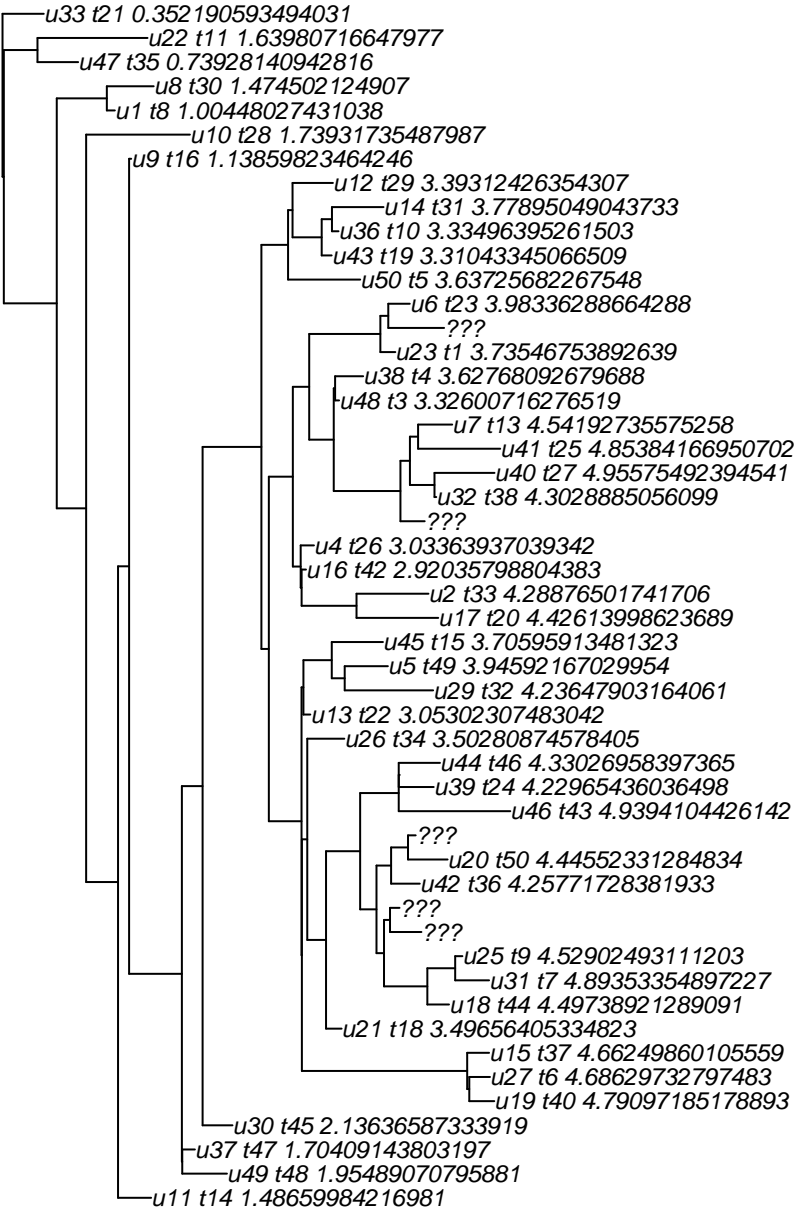 u33 t21 0.352190593494031
u22 t11 1.63980716647977
u47 t35 0.73928140942816
u8 t30 1.474502124907
u1 t8 1.00448027431038
u10 t28 1.73931735487987
u9 t16 1.13859823464246
u12 t29 3.39312426354307
u14 t31 3.77895049043733
u36 t10 3.33496395261503
u43 t19 3.31043345066509
u50 t5 3.63725682267548
u6 t23 3.98336288664288
???
u23 t1 3.73546753892639
u38 t4 3.62768092679688
u48 t3 3.32600716276519
u7 t13 4.54192735575258
u41 t25 4.85384166950702
u40 t27 4.95575492394541
u32 t38 4.3028885056099
???
u4 t26 3.03363937039342
u16 t42 2.92035798804383
u2 t33 4.28876501741706
u17 t20 4.42613998623689
u45 t15 3.70595913481323
u5 t49 3.94592167029954
u29 t32 4.23647903164061
u13 t22 3.05302307483042
u26 t34 3.50280874578405
u44 t46 4.33026958397365
u39 t24 4.22965436036498
u46 t43 4.9394104426142
???
u20 t50 4.44552331284834
u42 t36 4.25771728381933
???
???
u25 t9 4.52902493111203
u31 t7 4.89353354897227
u18 t44 4.49738921289091
u21 t18 3.49656405334823
u15 t37 4.66249860105559
u27 t6 4.68629732797483
u19 t40 4.79097185178893
u30 t45 2.13636587333919
u37 t47 1.70409143803197
u49 t48 1.95489070795881
u11 t14 1.48659984216981